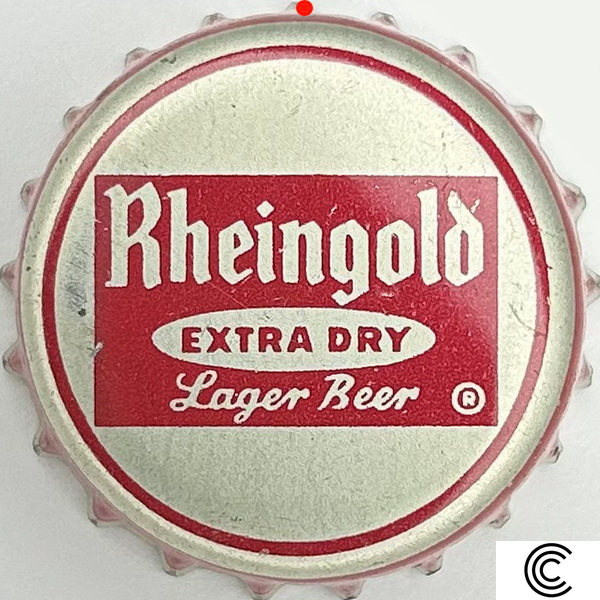 Rheingold
EXTRA DRY
Lager Beer ®